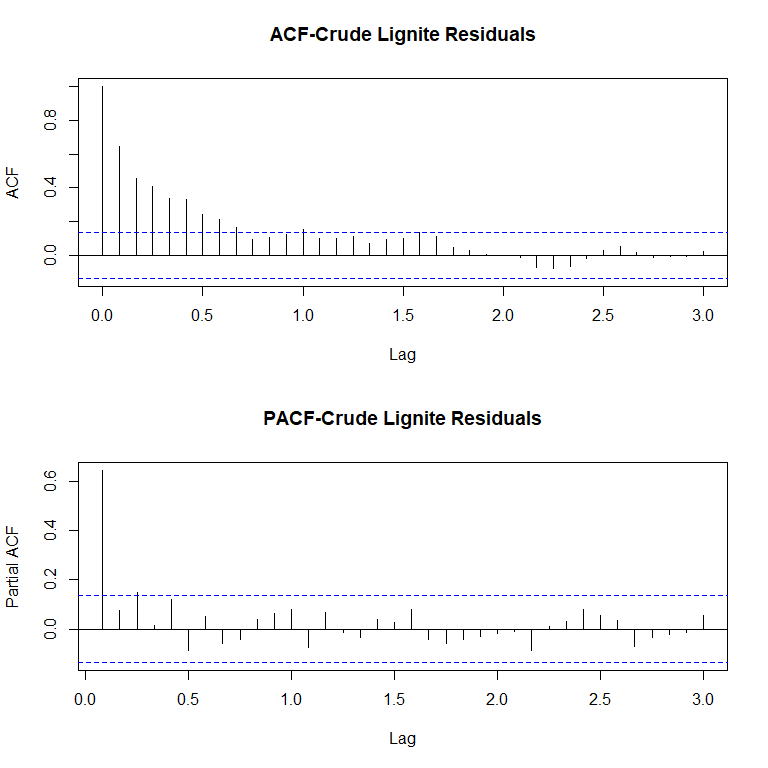 ACF-Crude Lignite Residuals
ACF
0.8
0.4
0.0
0.0 0.5 1.0 1.5 2.0 2.5 3.0
Lag
PACF-Crude Lignite Residuals
Partial ACF
0.6
0.4
0.2
0.0
0.0 0.5 1.0 1.5 2.0 2.5 3.0
Lag